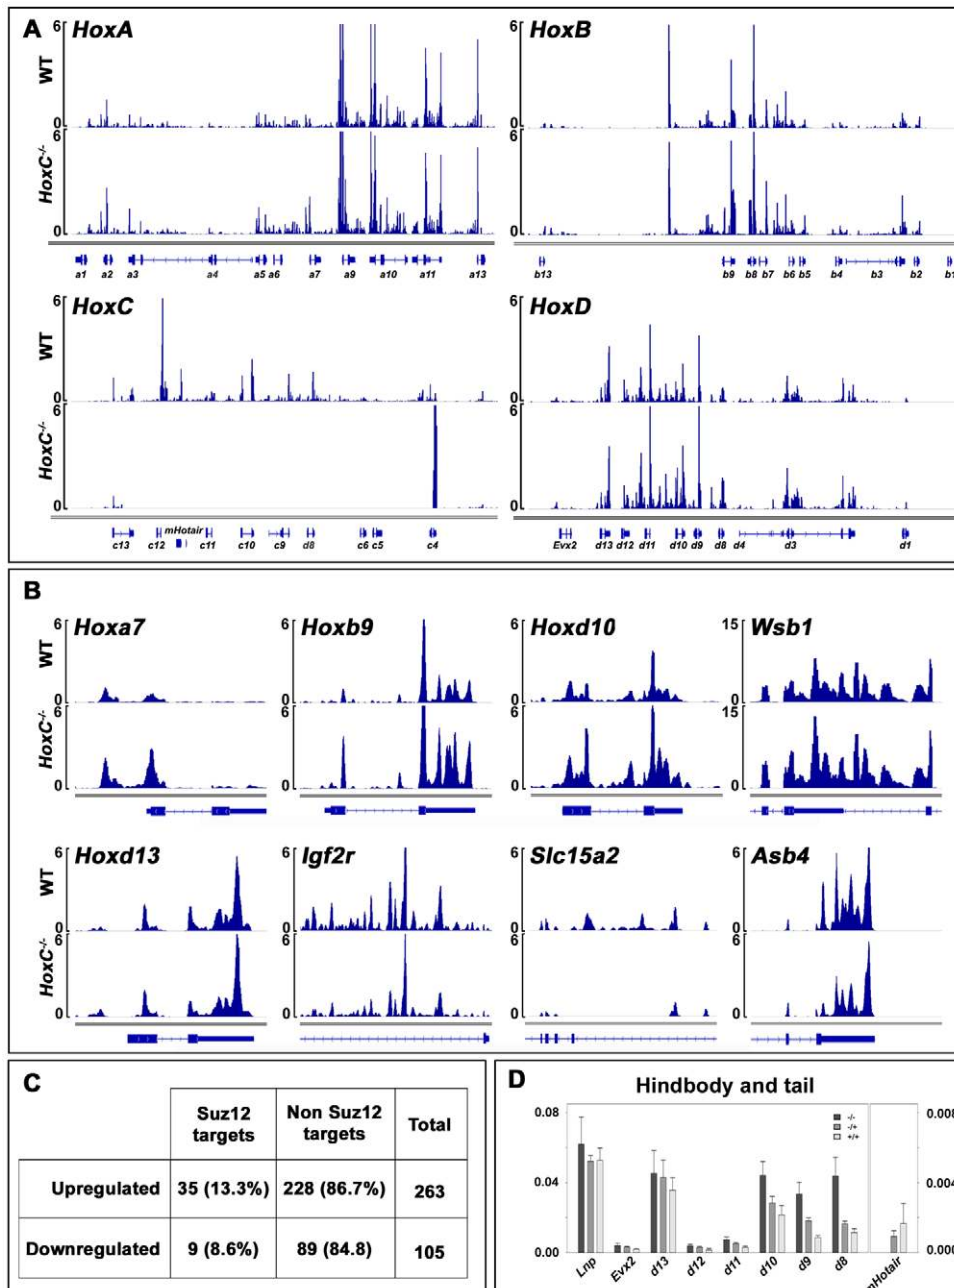 A
HoxA
HoxB
WT
6
0
6
0
HoxC-/-
6
0
6
0
a1 a2 a3 a4 a5 a6 a7 a9 a10 a11 a13
b13 b9 b8 b7 b6 b5 b4 b3 b2 b1
HoxC
HoxD
WT
6
0
6
0
HoxC-/-
6
0
6
0
mHotair
c13 c12 c11 c10 c9 d8 c6 c5 c4
Evx2 d13 d12 d11 d10 d9 d8 d4 d3 d1
B
Hoxa7 Hoxb9 Hoxd10 Wsb1
WT
6 6 6 15
0 0 0 0
HoxC-/-
6 6 6 15
0 0 0 0
Hoxd13 Igf2r Slc15a2 Asb4
WT
6 6 6 6
0 0 0 0
HoxC-/-
6 6 6 6
0 0 0 0
C
Suz12 targets Non Suz12 targets Total
Upregulated 35 (13.3%) 228 (86.7%) 263
Downregulated 9 (8.6%) 89 (84.8) 105
D
Hindbody and tail
0.08 0.008
-/-
-/+
+/+
0.04 0.004
0.00 0.000
Lnp Evx2 d13 d12 d11 d10 d9 d8 mHotair